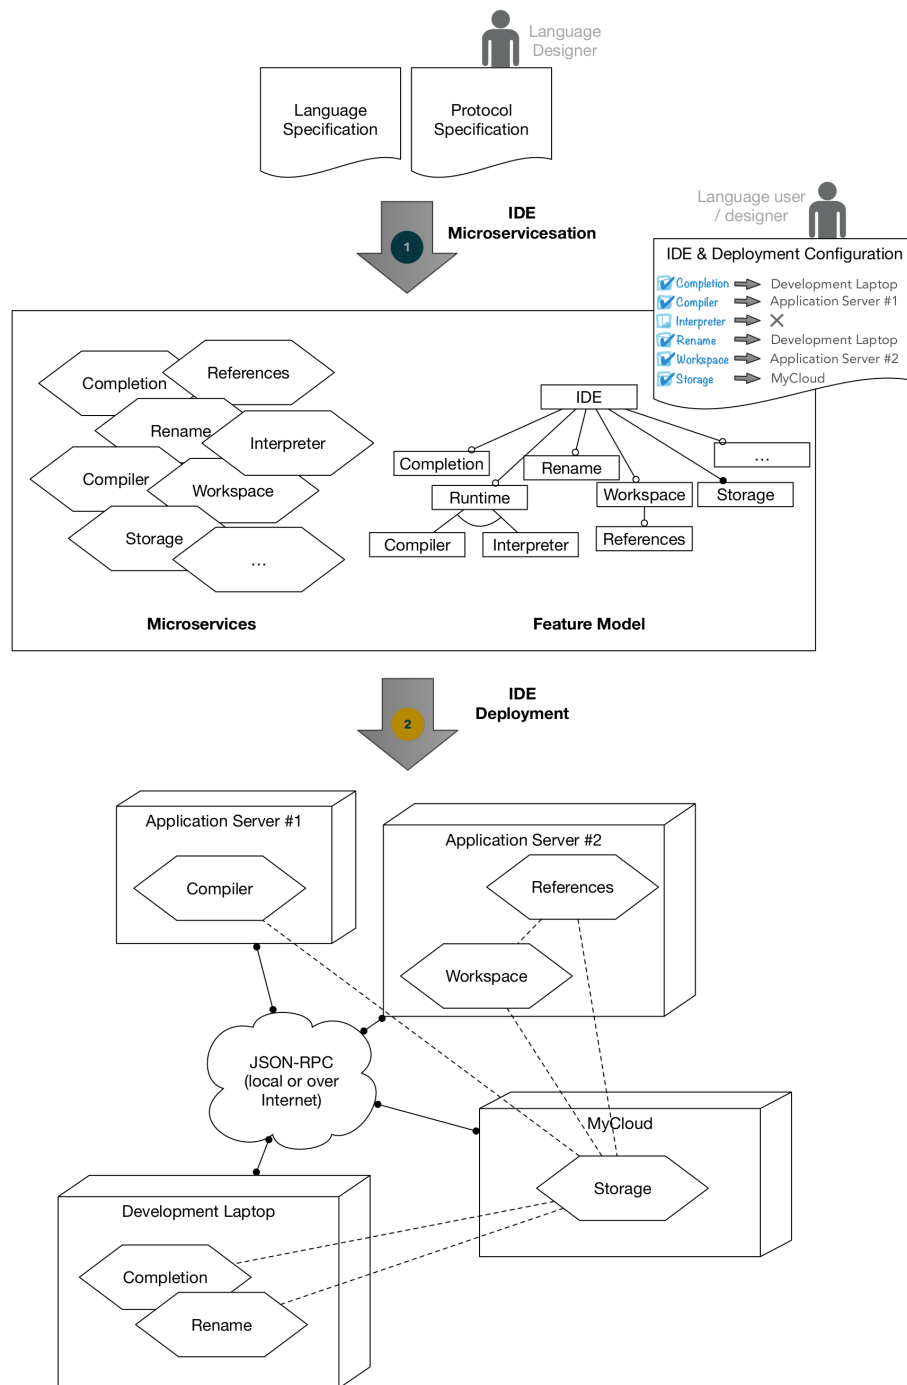 Language
Designer
Language
Specification
Protocol
Specification
Language user
/ designer
IDE
Microservicesation
1
IDE & Deployment Configuration
Completion
Development Laptop
Compiler
Application Server #1
Interpreter
Rename
Development Laptop
Workspace
Application Server #2
Storage
MyCloud
Completion
References
Rename
Interpreter
Compiler
Workspace
Storage
...
Microservices
IDE
Completion
Rename
...
Runtime
Workspace
Storage
Compiler
Interpreter
References
Feature Model
2
IDE
Deployment
Application Server #1
Compiler
Application Server #2
References
Workspace
JSON-RPC
(local or over
Internet)
MyCloud
Storage
Development Laptop
Completion
Rename